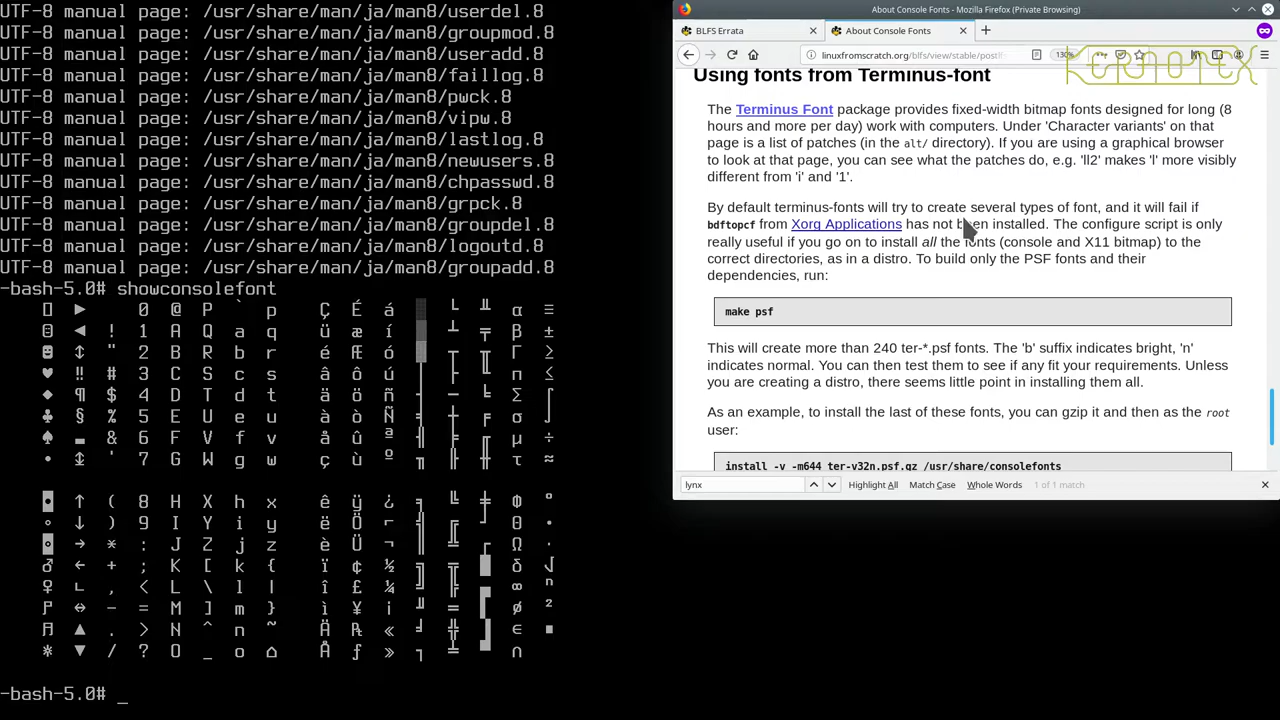 UTF-8 manual page: /usr/share/man/ja/man8/userdel.8
UTF-8 manual page: /usr/share/man/ja/man8/groupmod.8
UTF-8 manual page: /usr/share/man/ja/man8/useradd.8
UTF-8 manual page: /usr/share/man/ja/man8/faillog.8
UTF-8 manual page: /usr/share/man/ja/man8/pwck.8
UTF-8 manual page: /usr/share/man/ja/man8/vipw.8
UTF-8 manual page: /usr/share/man/ja/man8/lastlog.8
UTF-8 manual page: /usr/share/man/ja/man8/newusers.8
UTF-8 manual page: /usr/share/man/ja/man8/chpasswd.8
UTF-8 manual page: /usr/share/man/ja/man8/grpck.8
UTF-8 manual page: /usr/share/man/ja/man8/groupdel.8
UTF-8 manual page: /usr/share/man/ja/man8/logoutd.8
UTF-8 manual page: /usr/share/man/ja/man8/groupadd.8
-bash-5.0# showconsolefont
► 0 @ P ` p Ç É á ░ └ ╨ α ≡
☺ ◄ ! 1 A Q a q ü æ í ▒ ┴ ╤ β ±
☻ ↕ " 2 B R b r é Æ ó ▓ ┬ ╥ Γ ≥
♥ ‼ # 3 C S c s â ô ú │ ├ ╙ π ≤
♦ ¶ $ 4 D T d t ä ö ñ ┤ ─ ╘ Σ ⌠
♣ § % 5 E U e u à ò Ñ ╡ ┼ ╒ σ ⌡
♠ ▬ & 6 F V f v å û ª ╢ ╞ ╓ µ ÷
• ↨ ' 7 G W g w ç ù º ╖ ╟ ╫ τ ≈
◘ ↑ ( 8 H X h x ê ÿ ¿ ╕ ╚ ╪ Φ °
○ ↓ ) 9 I Y i y ë Ö ⌐ ╣ ╔ ┘ Θ ∙
◙ → * : J Z j z è Ü ¬ ║ ╩ ┌ Ω ·
♂ ← + ; K [ k { ï ¢ ½ ╗ ╦ █ δ √
♀ ∟ , < L \ l | î £ ¼ ╝ ╠ ▄ ∞ ⁿ
♪ ↔ - = M ] m } ì ¥ ¡ ╜ ═ ▌ ø ²
♫ ▲ . > N ^ n ~ Ä ₧ « ╛ ╬ ▐ ∈ ■
☼ ▼ / ? O _ o ⌂ Å ƒ » ┐ ╧ ▀ ∩
-bash-5.0# _
About Console Fonts - Mozilla Firefox (Private Browsing)
BLFS Errata
About Console Fonts
linuxfromscratch.org/blfs/view/stable/post
130%
KERNOTEX
Using fonts from Terminus-font
The Terminus Font package provides fixed-width bitmap fonts designed for long (8
hours and more per day) work with computers. Under 'Character variants' on that
page is a list of patches (in the alt/ directory). If you are using a graphical browser
to look at that page, you can see what the patches do, e.g. 'll2' makes 'l' more visibly
different from 'i' and '1'.
By default terminus-fonts will try to create several types of font, and it will fail if
bdftopcf from Xorg Applications has not been installed. The configure script is only
really useful if you go on to install all the fonts (console and X11 bitmap) to the
correct directories, as in a distro. To build only the PSF fonts and their
dependencies, run:
make psf
This will create more than 240 ter-*.psf fonts. The 'b' suffix indicates bright, 'n'
indicates normal. You can then test them to see if any fit your requirements. Unless
you are creating a distro, there seems little point in installing them all.
As an example, to install the last of these fonts, you can gzip it and then as the root
user:
install -v -m644 ter-v32n.psf.gz /usr/share/consolefonts
lynx
Highlight All
Match Case
Whole Words
1 of 1 match